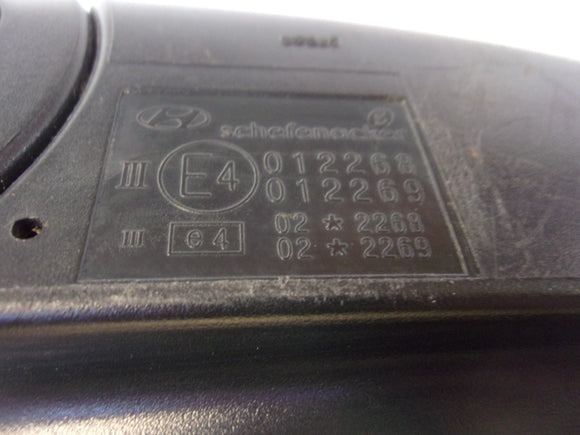 ® schefenacker
III E4 012268
012269
III e4 02 * 2268
02 * 2269